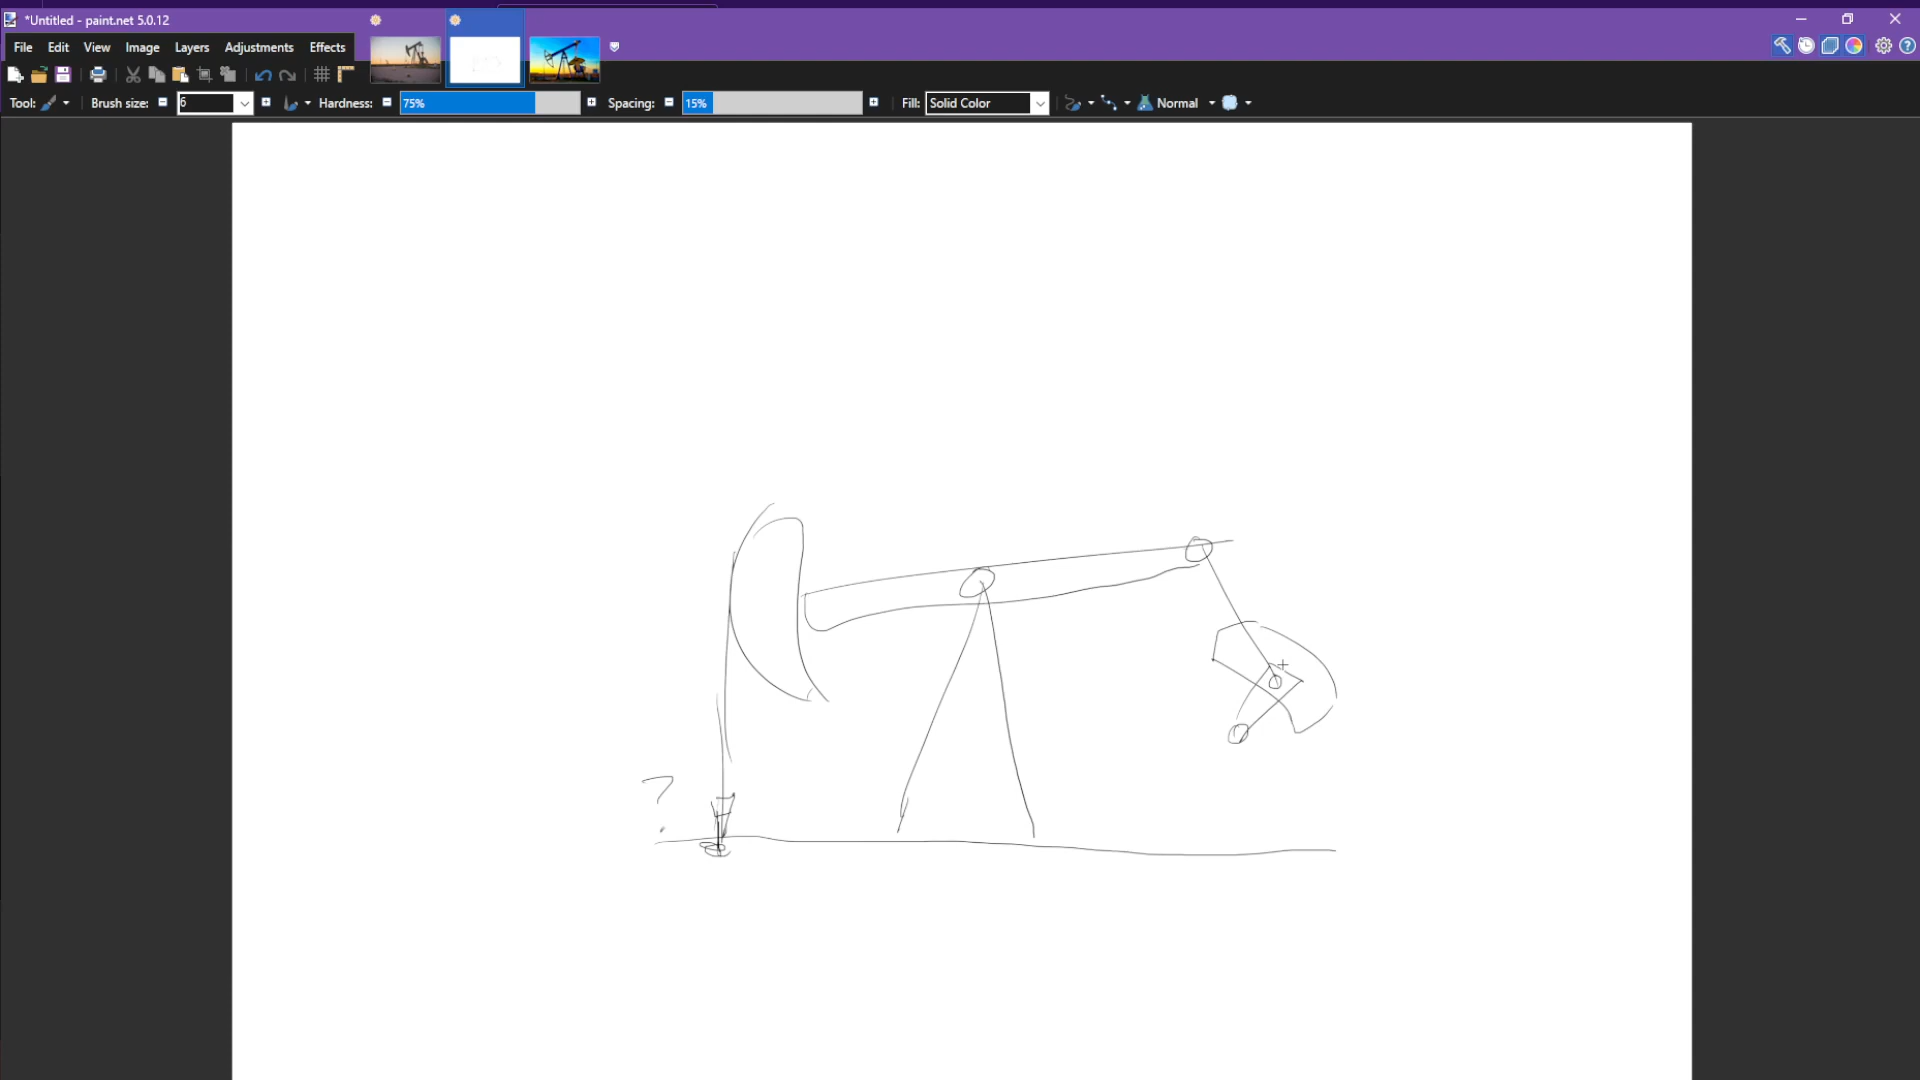 *Untitled - paint.net 5.0.12
File Edit View Image Layers Adjustments Effects
Tool: Brush size: 6 Hardness: 75% Spacing: 15% Fill: Solid Color Normal
?